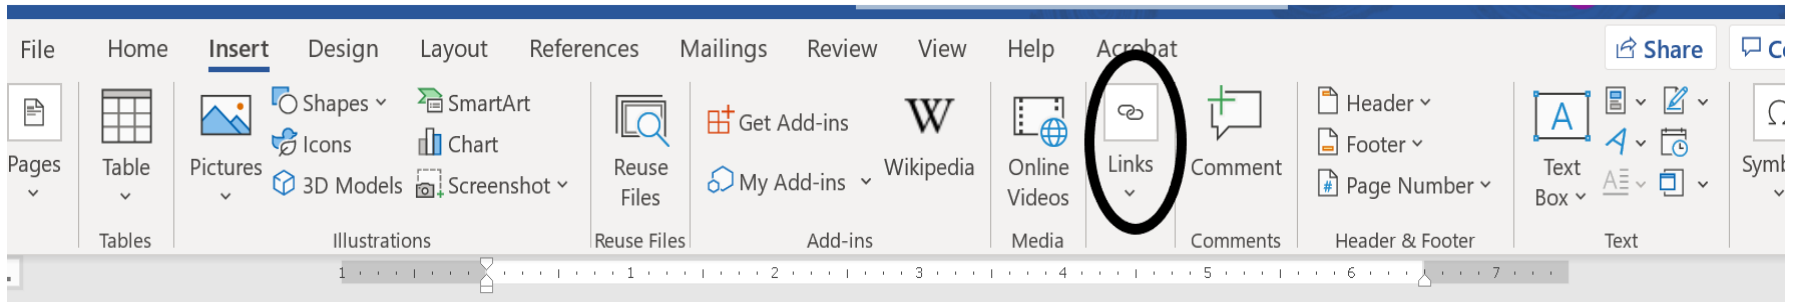 File Home Insert Design Layout References Mailings Review View Help Acrobat Share
Pages
Table
Tables
Pictures
Shapes
Icons
3D Models
SmartArt
Chart
Screenshot
Illustrations
Reuse
Files
Reuse Files
Get Add-ins
My Add-ins
W
Wikipedia
Add-ins
Online
Videos
Media
Links
Comment
Comments
Header
Footer
# Page Number
Header & Footer
A
Text
Box
Text
1 1 2 3 4 5 6 7